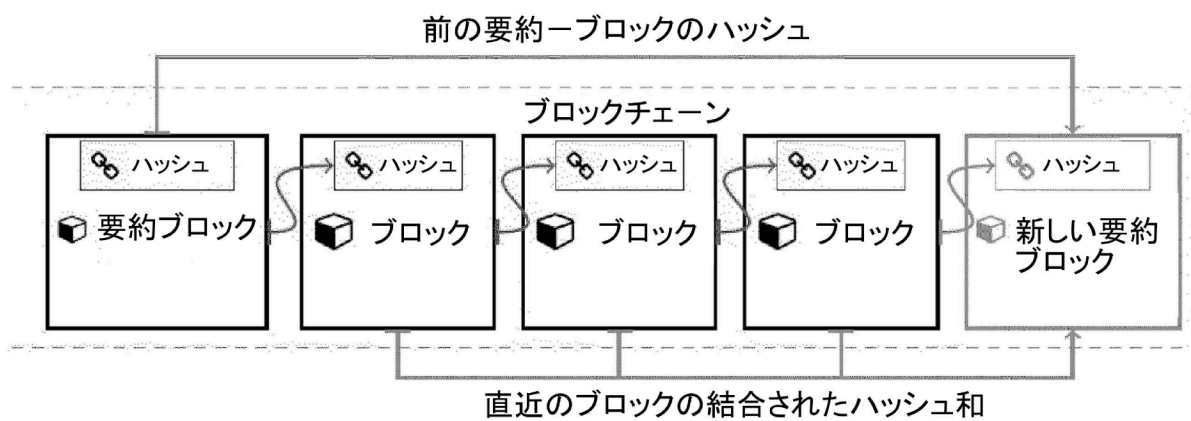 前の要約－ブロックのハッシュ
ブロックチェーン
ハッシュ
ハッシュ
ハッシュ
ハッシュ
ハッシュ
要約ブロック
ブロック
ブロック
ブロック
新しい要約
ブロック
直近のブロックの結合されたハッシュ和